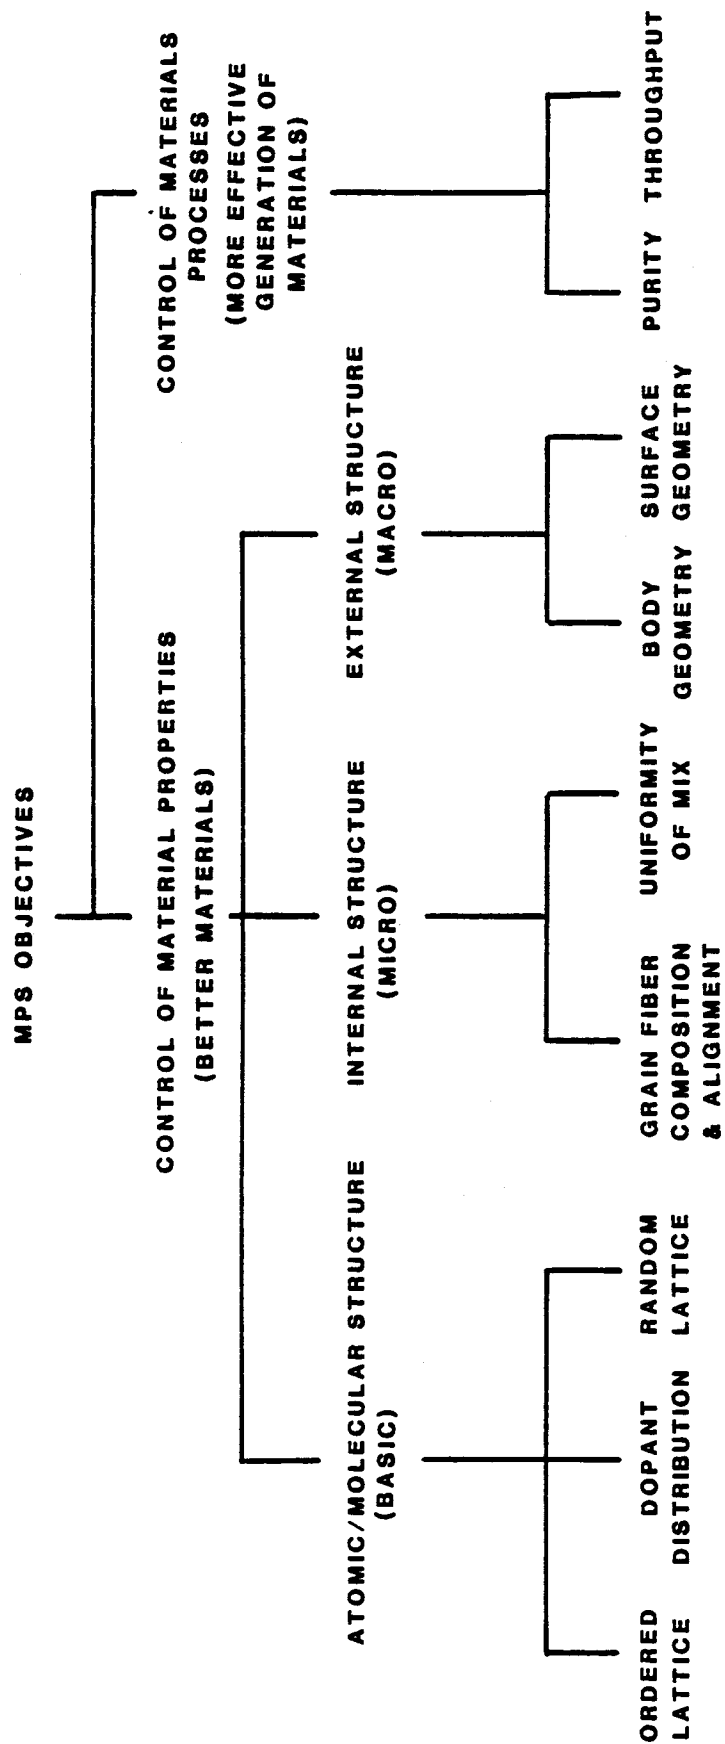 MPS OBJECTIVES
CONTROL OF MATERIAL PROPERTIES
(BETTER MATERIALS)
CONTROL OF MATERIALS
PROCESSES
(MORE EFFECTIVE
GENERATION OF
MATERIALS)
ATOMIC/MOLECULAR STRUCTURE
(BASIC)
INTERNAL STRUCTURE
(MICRO)
EXTERNAL STRUCTURE
(MACRO)
ORDERED
LATTICE
DOPANT
DISTRIBUTION
RANDOM
LATTICE
GRAIN FIBER
COMPOSITION
& ALIGNMENT
UNIFORMITY
OF MIX
BODY
GEOMETRY
SURFACE
GEOMETRY
PURITY
THROUGHPUT